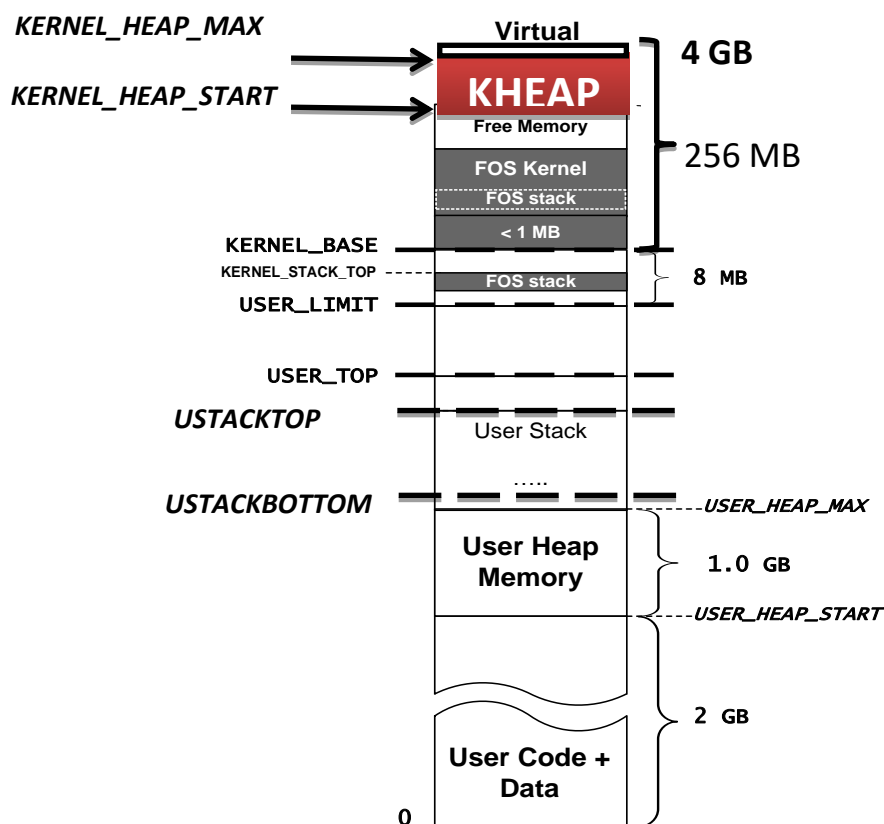 KERNEL_HEAP_MAX
Virtual
4 GB
KHEAP
KERNEL_HEAP_START
Free Memory
256 MB
FOS Kernel
FOS stack
< 1 MB
KERNEL_BASE
KERNEL_STACK_TOP
FOS stack
8 MB
USER_LIMIT
USER_TOP
USTACKTOP
User Stack
.....
USTACKBOTTOM
USER_HEAP_MAX
User Heap
Memory
1.0 GB
USER_HEAP_START
2 GB
User Code +
Data
0